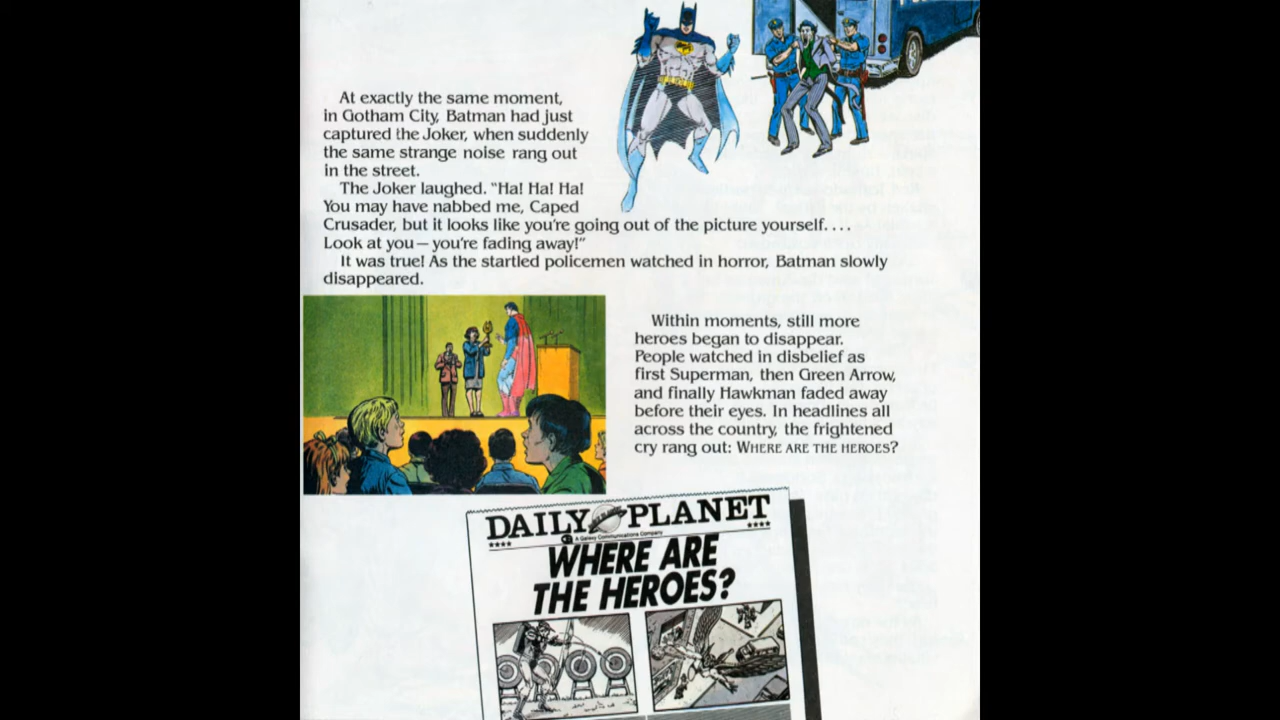 At exactly the same moment,
in Gotham City, Batman had just
captured the Joker, when suddenly
the same strange noise rang out
in the street.
The Joker laughed. “Ha! Ha! Ha!
You may have nabbed me, Caped
Crusader, but it looks like you’re going out of the picture yourself. . . .
Look at you—you’re fading away!”
It was true! As the startled policemen watched in horror, Batman slowly
disappeared.
Within moments, still more
heroes began to disappear.
People watched in disbelief as
first Superman, then Green Arrow,
and finally Hawkman faded away
before their eyes. In headlines all
across the country, the frightened
cry rang out: WHERE ARE THE HEROES?
DAILY PLANET
A Galaxy Communications Company
WHERE ARE
THE HEROES?